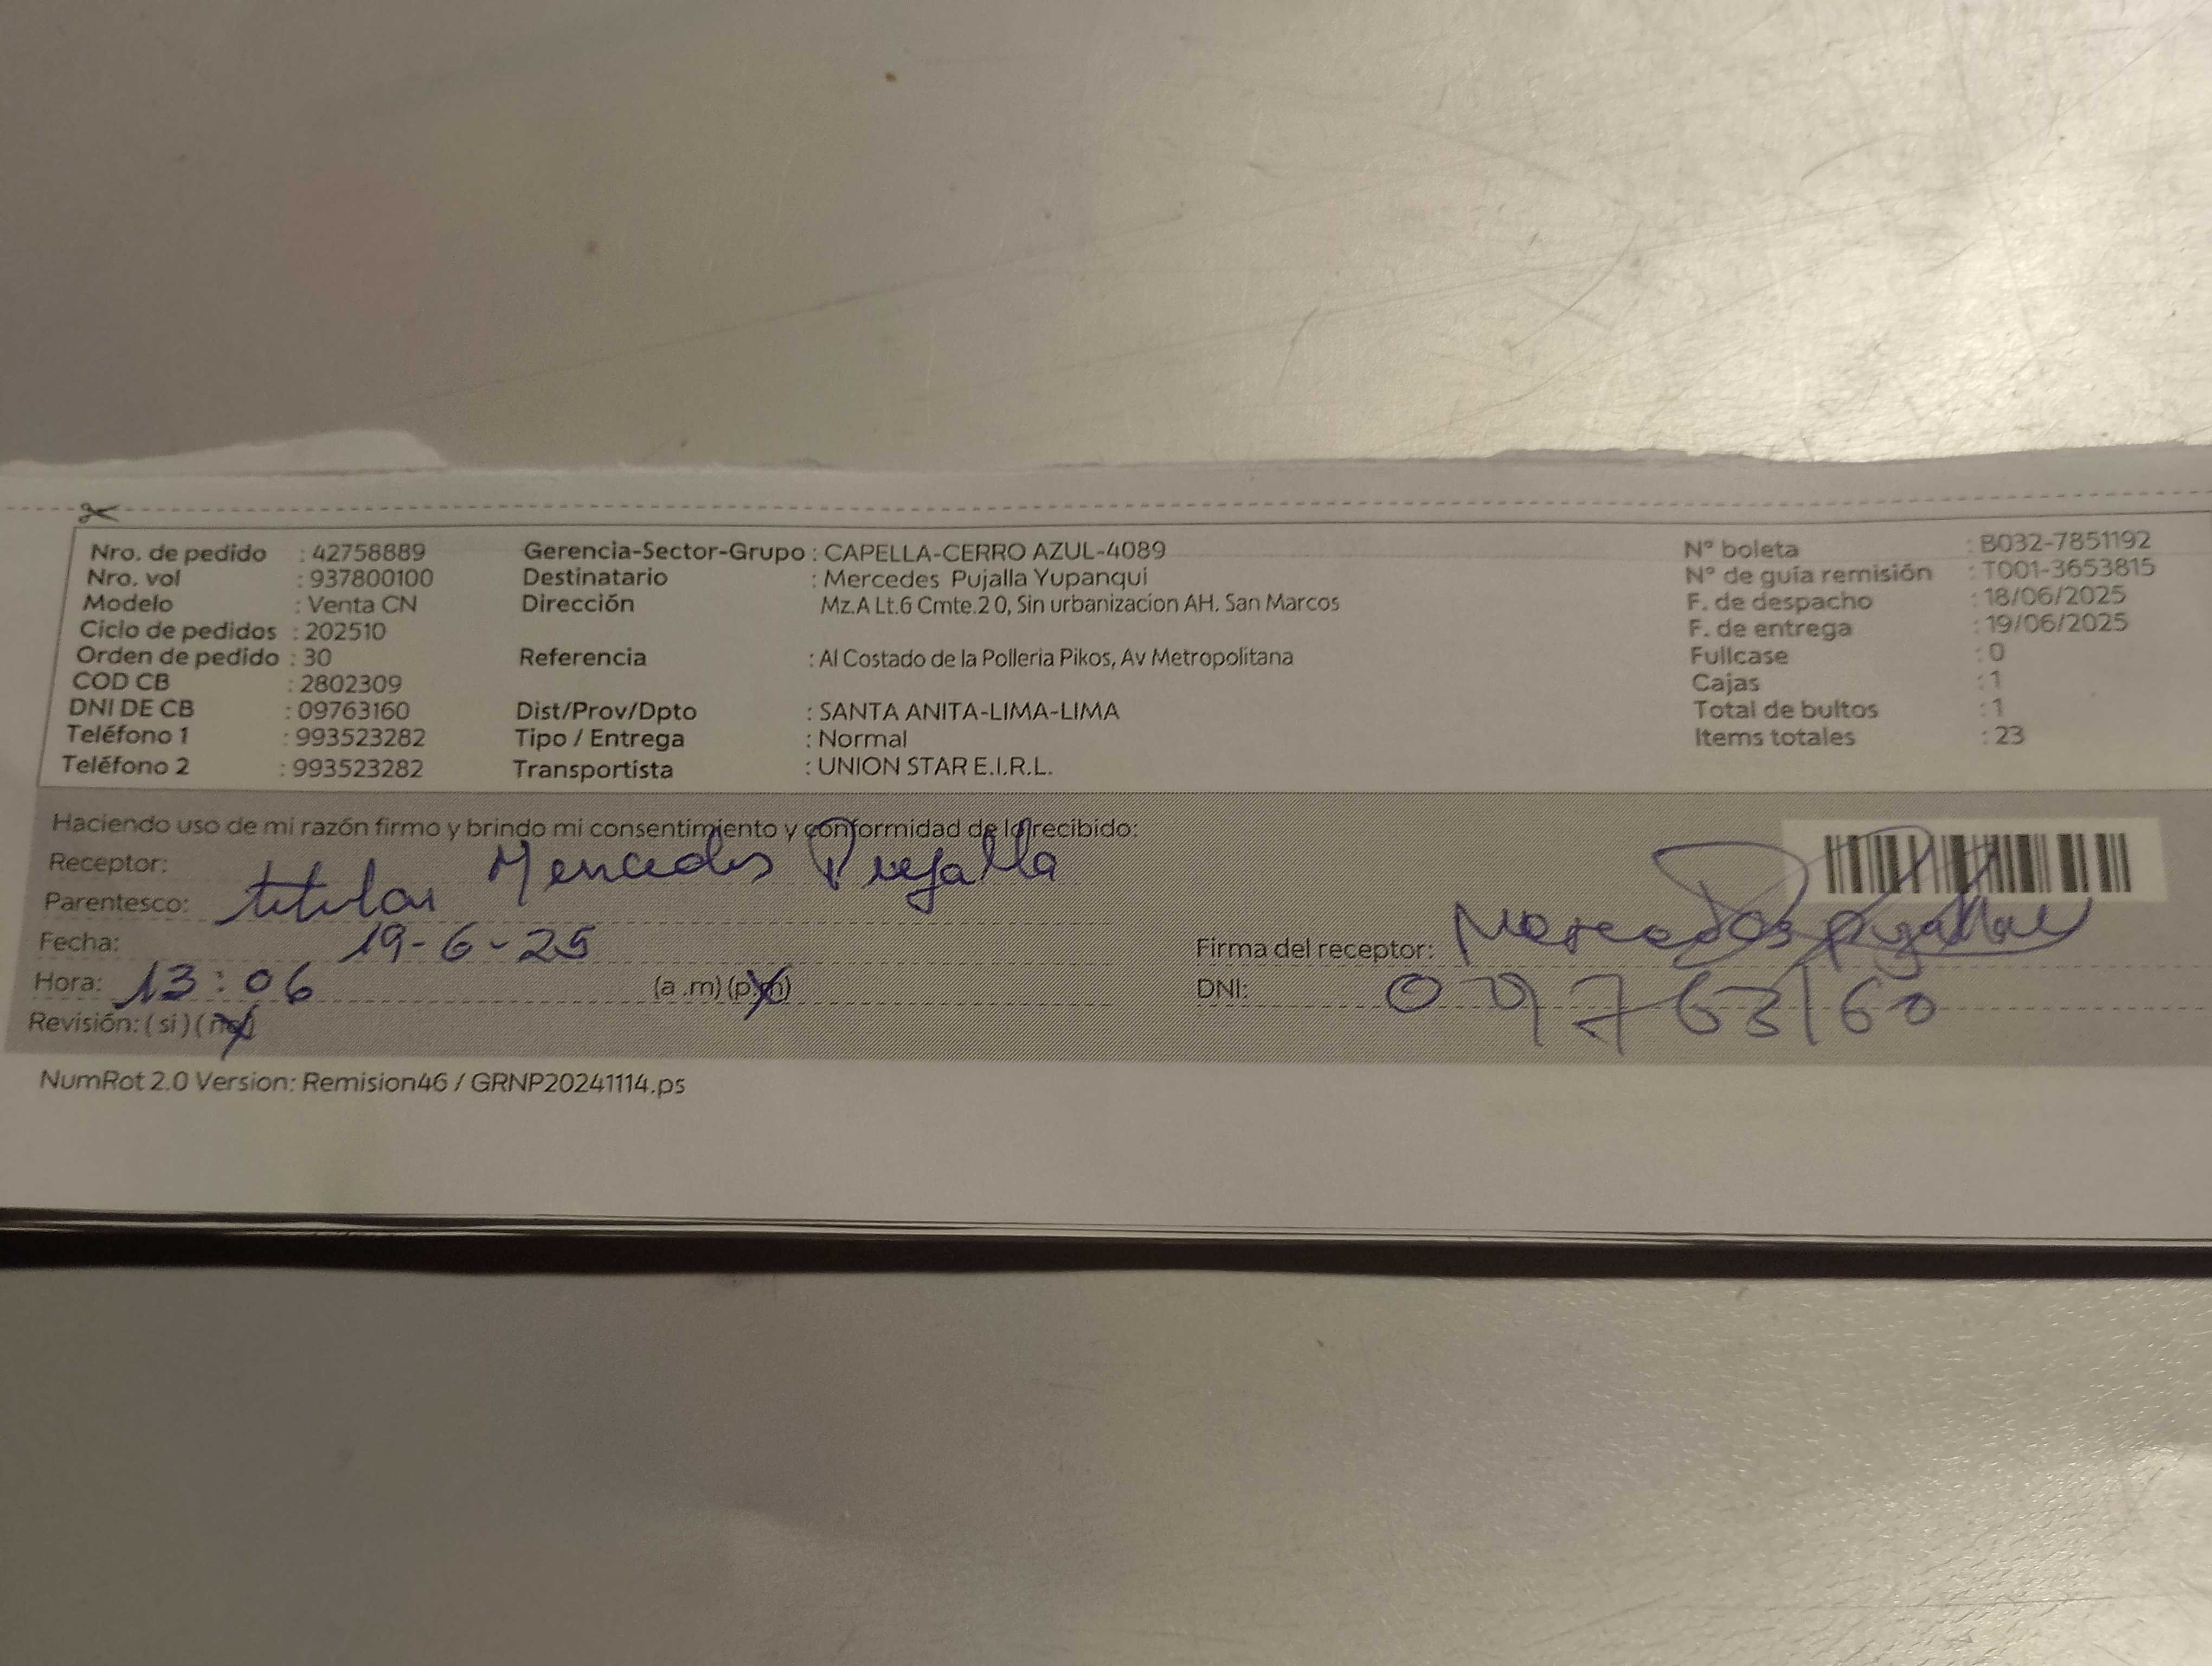 Nro. de pedido : 42758889
Nro. vol : 937800100
Modelo : Venta CN
Ciclo de pedidos : 202510
Orden de pedido : 30
COD CB : 2802309
DNI DE CB : 09763160
Teléfono 1 : 993523282
Teléfono 2 : 993523282
Gerencia-Sector-Grupo : CAPELLA-CERRO AZUL-4089
Destinatario : Mercedes Pujalla Yupanqui
Dirección Mz.A Lt.6 Cmte.2 0, Sin urbanizacion AH. San Marcos
Referencia : Al Costado de la Polleria Pikos, Av Metropolitana
Dist/Prov/Dpto : SANTA ANITA-LIMA-LIMA
Tipo / Entrega : Normal
Transportista : UNION STAR E.I.R.L.
N° boleta : B032-7851192
N° de guía remisión : T001-3653815
F. de despacho : 18/06/2025
F. de entrega : 19/06/2025
Fullcase : 0
Cajas : 1
Total de bultos : 1
Items totales : 23
Haciendo uso de mi razón firmo y brindo mi consentimiento y conformidad de lo recibido:
Receptor: Mercedes Pujalla
Parentesco: titular
Fecha: 19-6-25
Hora: 13:06 (a .m) (p.m)
Revisión: ( si ) ( no )
Firma del receptor: Mercedes Pujalla
DNI: 09763160
NumRot 2.0 Version: Remision46 / GRNP20241114.ps